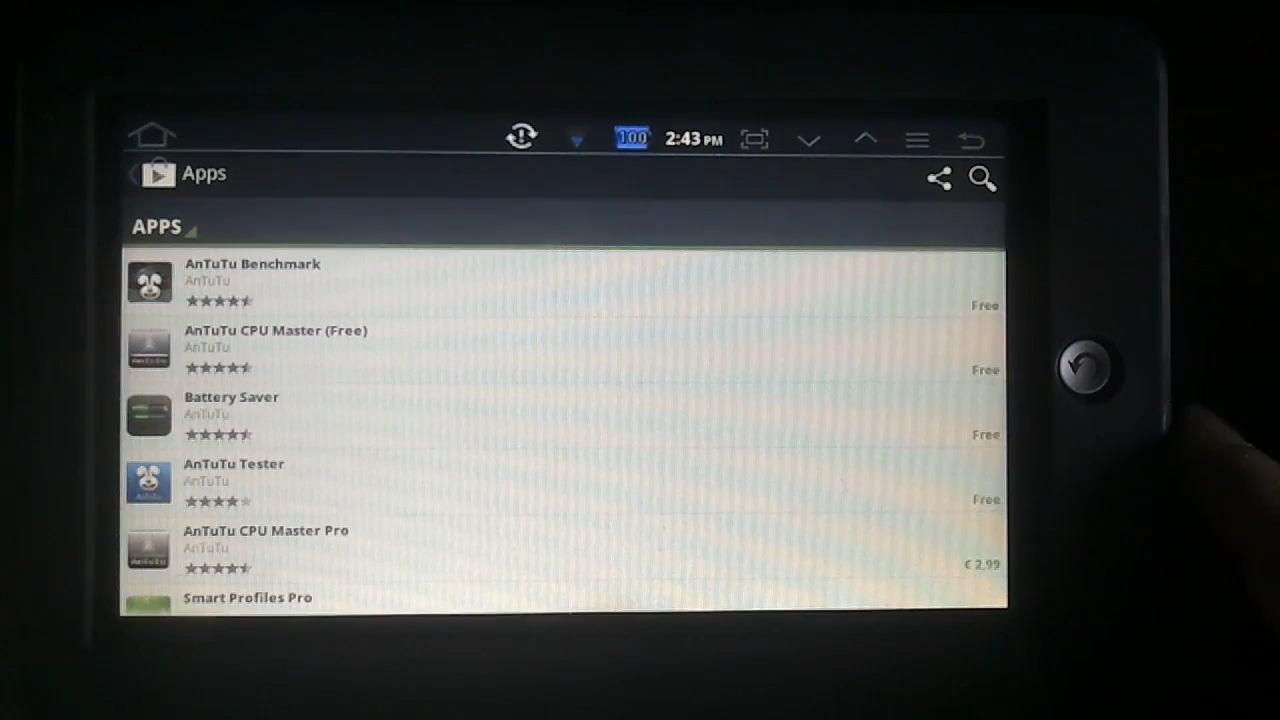 100 2:43 PM
Apps
APPS
AnTuTu Benchmark
AnTuTu
Free
AnTuTu CPU Master (Free)
AnTuTu
Free
Battery Saver
AnTuTu
Free
AnTuTu Tester
AnTuTu
Free
AnTuTu CPU Master Pro
AnTuTu
€ 2,99
Smart Profiles Pro